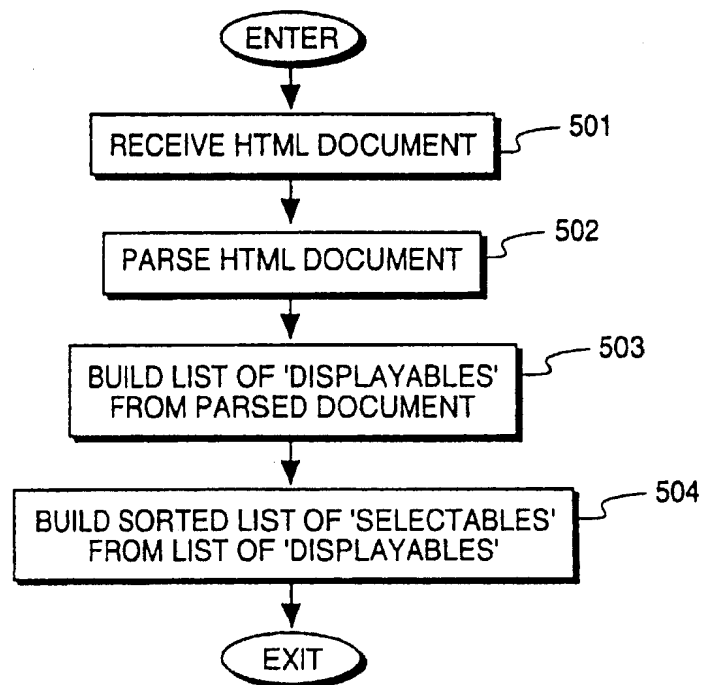 ENTER
RECEIVE HTML DOCUMENT
501
PARSE HTML DOCUMENT
502
BUILD LIST OF 'DISPLAYABLES'
FROM PARSED DOCUMENT
503
BUILD SORTED LIST OF 'SELECTABLES'
FROM LIST OF 'DISPLAYABLES'
504
EXIT